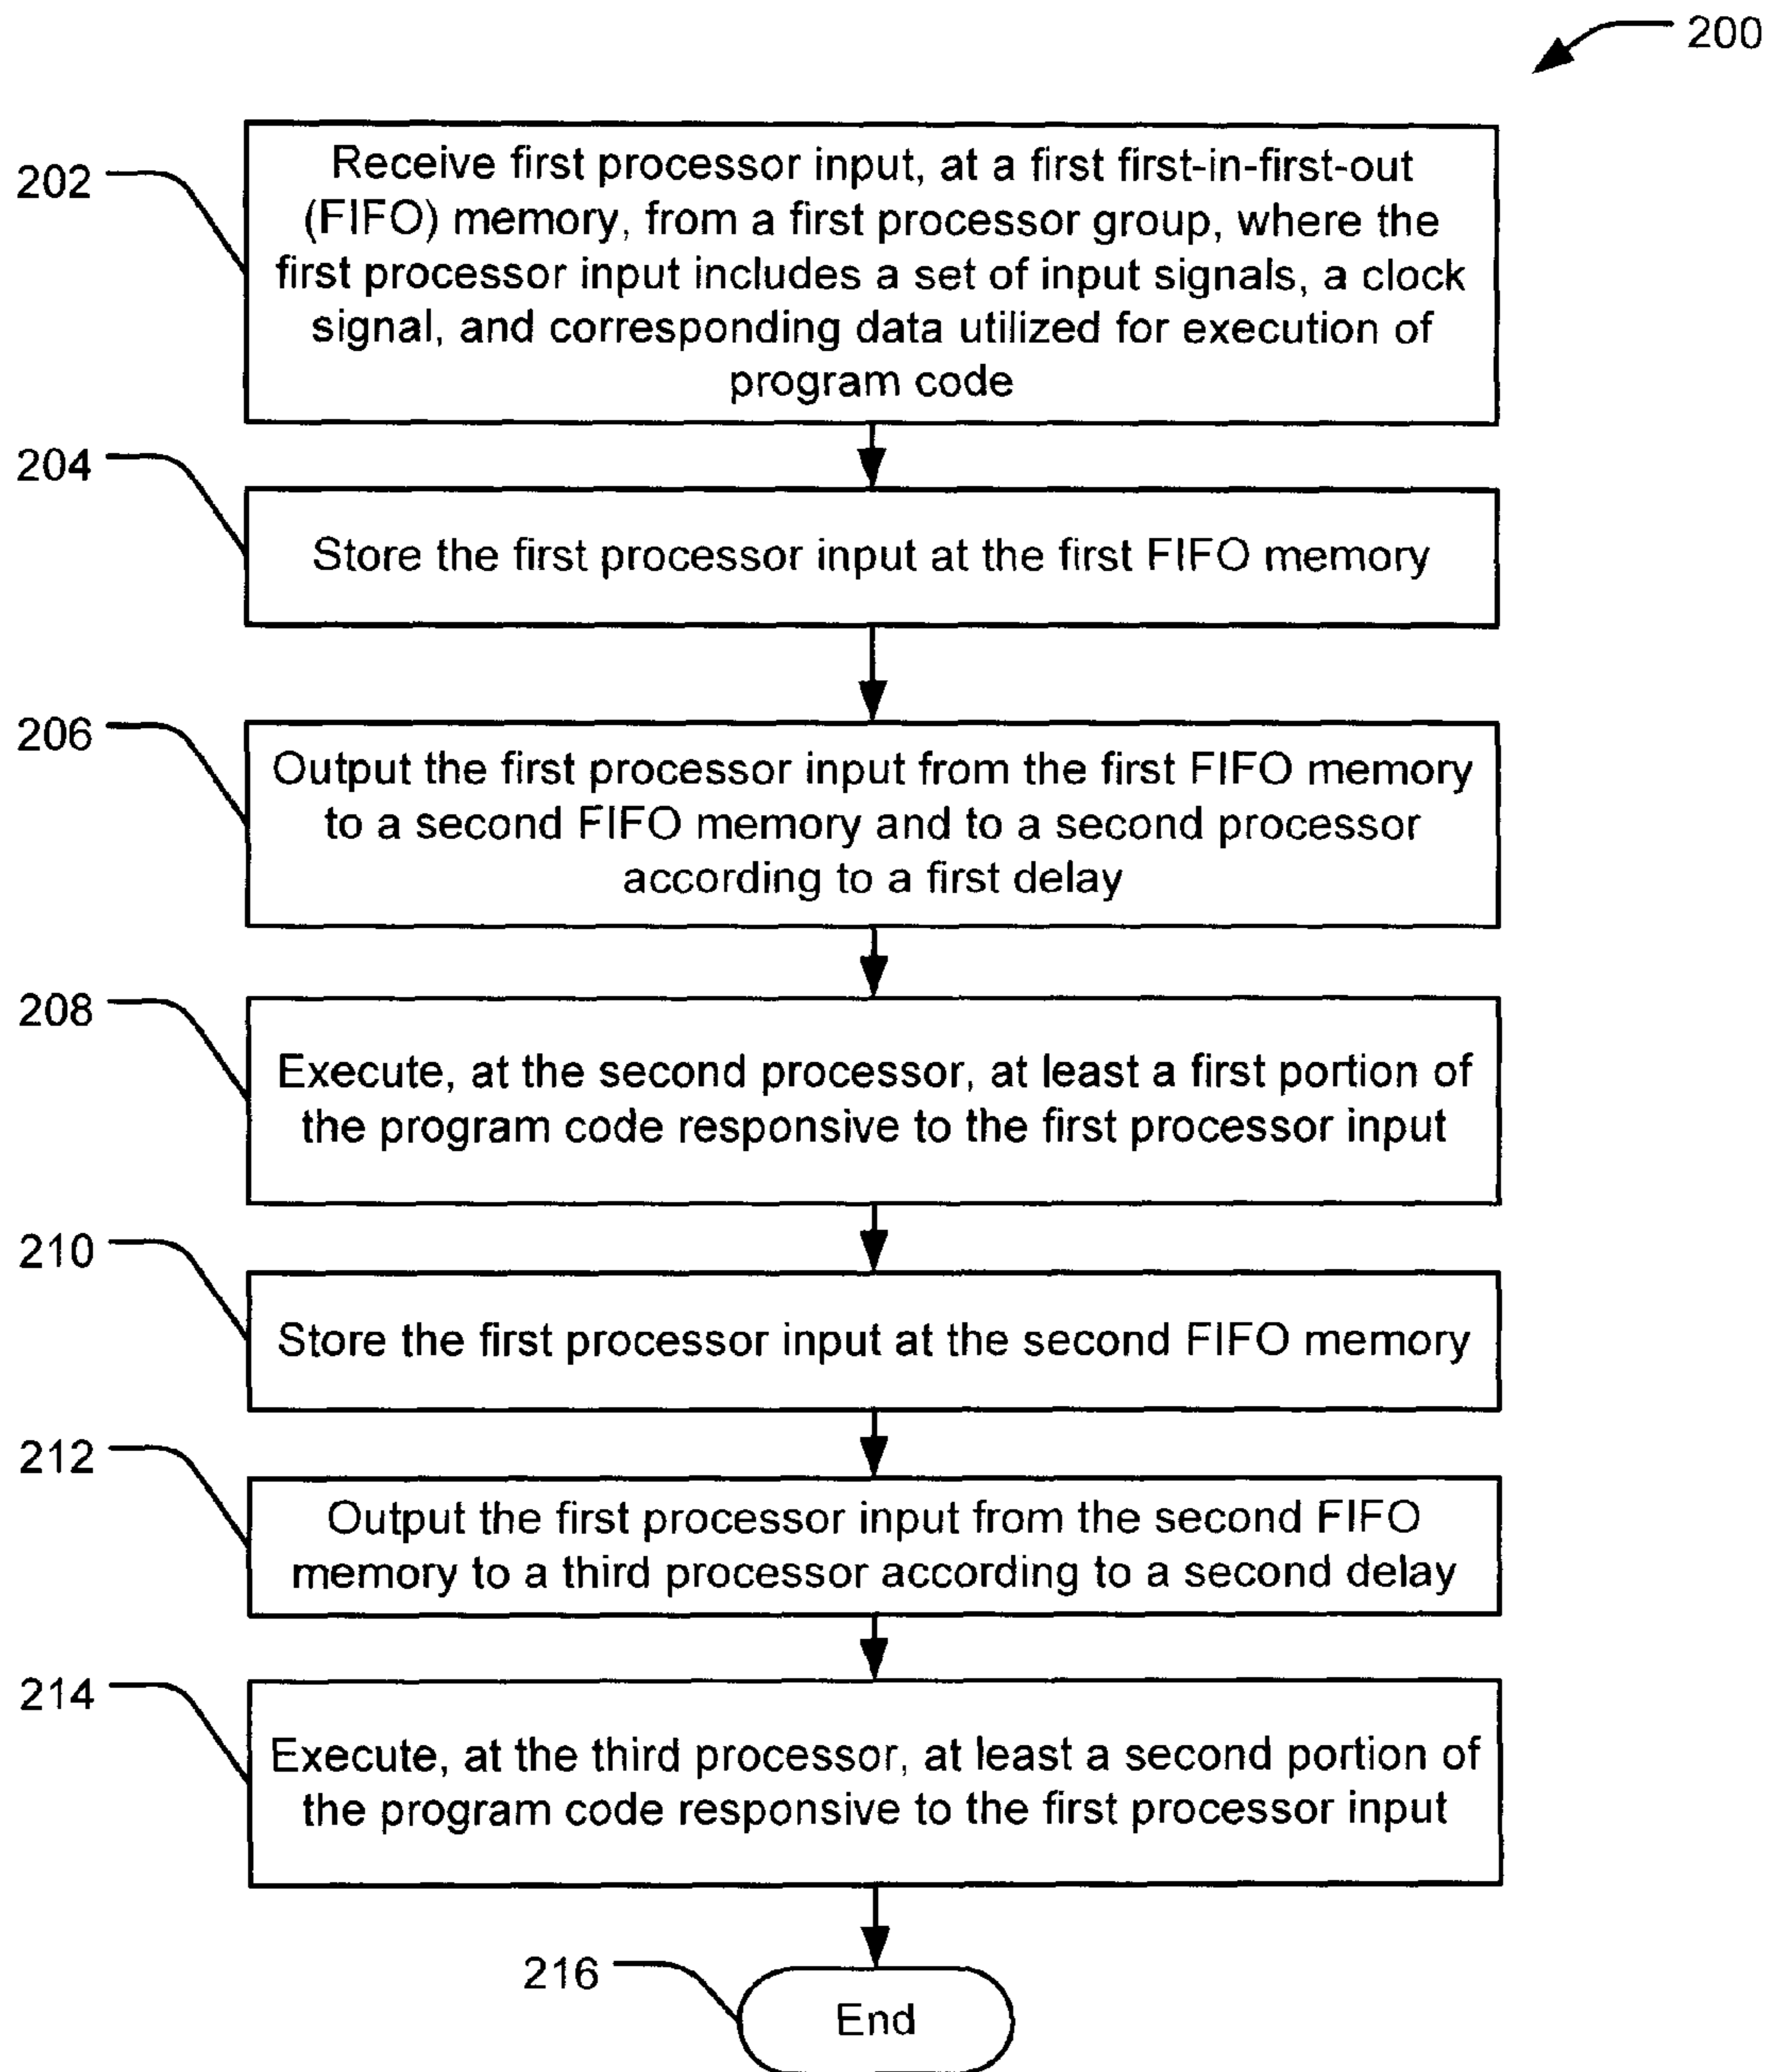 200
202
Receive first processor input, at a first first-in-first-out
(FIFO) memory, from a first processor group, where the
first processor input includes a set of input signals, a clock
signal, and corresponding data utilized for execution of
program code
204
Store the first processor input at the first FIFO memory
206
Output the first processor input from the first FIFO memory
to a second FIFO memory and to a second processor
according to a first delay
208
Execute, at the second processor, at least a first portion of
the program code responsive to the first processor input
210
Store the first processor input at the second FIFO memory
212
Output the first processor input from the second FIFO
memory to a third processor according to a second delay
214
Execute, at the third processor, at least a second portion of
the program code responsive to the first processor input
216
End